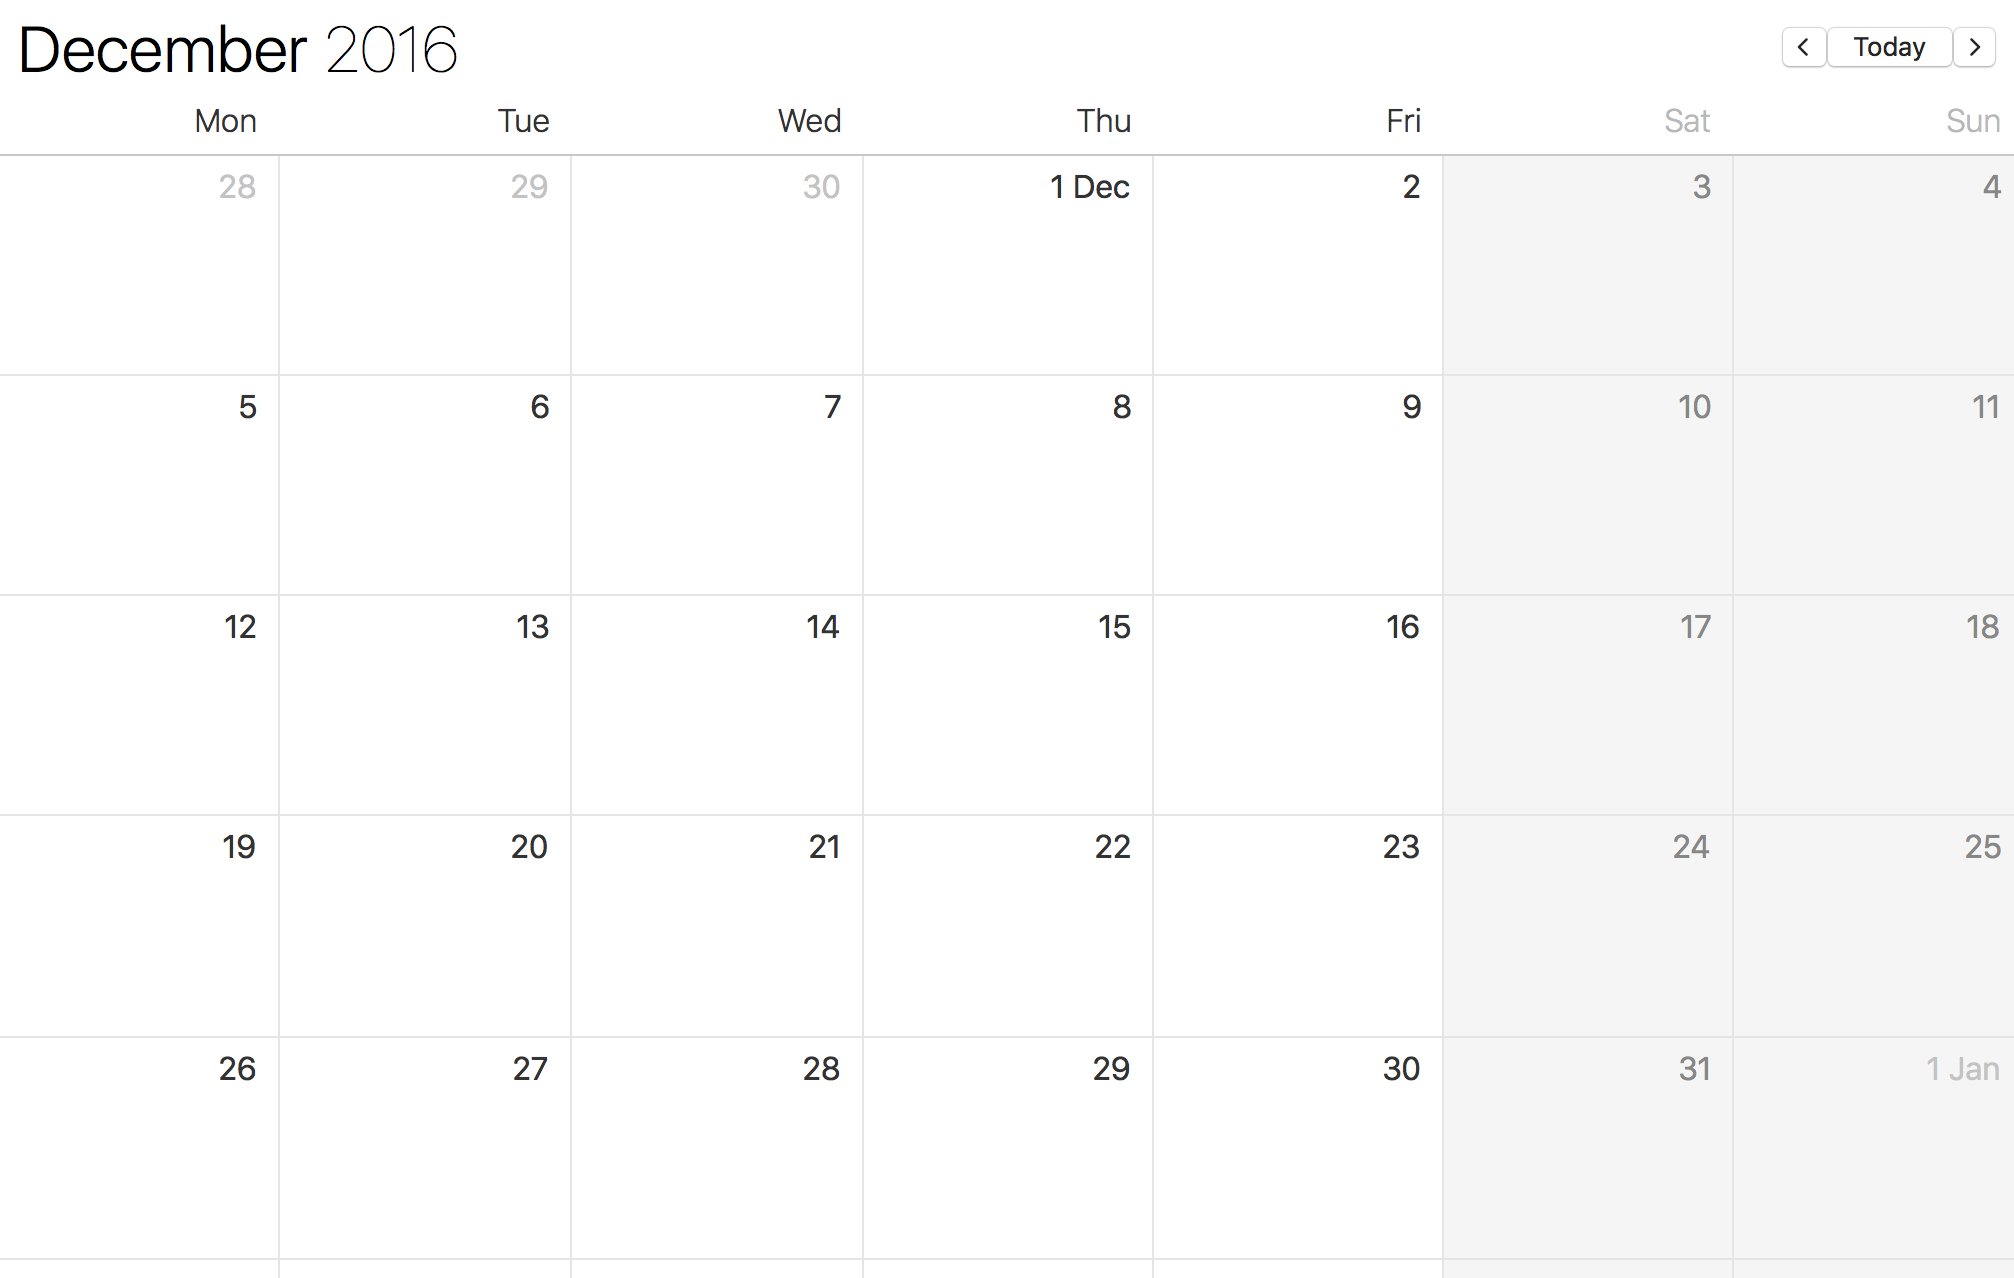 December 2016 < Today >
Mon Tue Wed Thu Fri Sat Sun
28 29 30 1 Dec 2 3 4
5 6 7 8 9 10 11
12 13 14 15 16 17 18
19 20 21 22 23 24 25
26 27 28 29 30 31 1 Jan